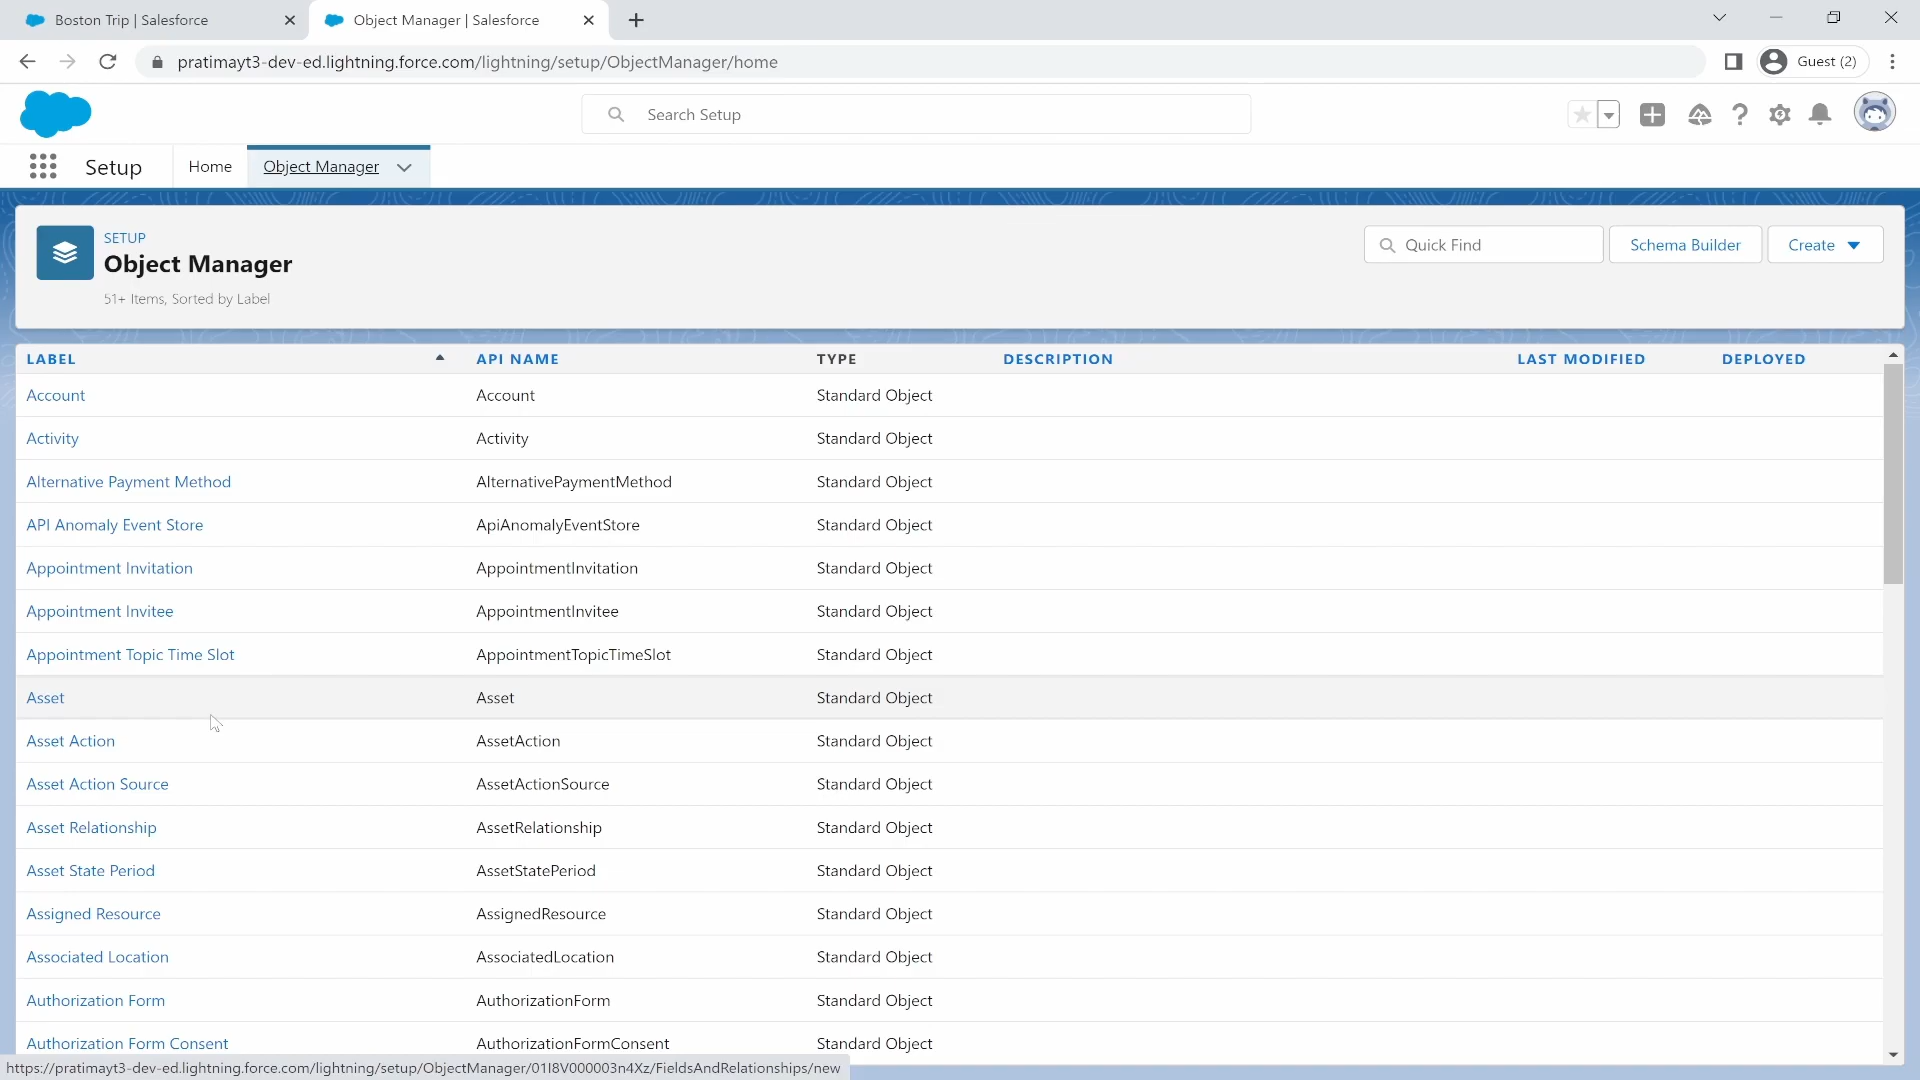 Boston Trip | Salesforce
Object Manager | Salesforce
pratimayt3-dev-ed.lightning.force.com/lightning/setup/ObjectManager/home
Guest (2)
Search Setup
Setup
Home
Object Manager
SETUP
Object Manager
51+ Items, Sorted by Label
Quick Find
Schema Builder
Create
LABEL API NAME TYPE DESCRIPTION LAST MODIFIED DEPLOYED
Account Account Standard Object
Activity Activity Standard Object
Alternative Payment Method AlternativePaymentMethod Standard Object
API Anomaly Event Store ApiAnomalyEventStore Standard Object
Appointment Invitation AppointmentInvitation Standard Object
Appointment Invitee AppointmentInvitee Standard Object
Appointment Topic Time Slot AppointmentTopicTimeSlot Standard Object
Asset Asset Standard Object
Asset Action AssetAction Standard Object
Asset Action Source AssetActionSource Standard Object
Asset Relationship AssetRelationship Standard Object
Asset State Period AssetStatePeriod Standard Object
Assigned Resource AssignedResource Standard Object
Associated Location AssociatedLocation Standard Object
Authorization Form AuthorizationForm Standard Object
Authorization Form Consent AuthorizationFormConsent Standard Object
https://pratimayt3-dev-ed.lightning.force.com/lightning/setup/ObjectManager/01I8V000003n4Xz/FieldsAndRelationships/new